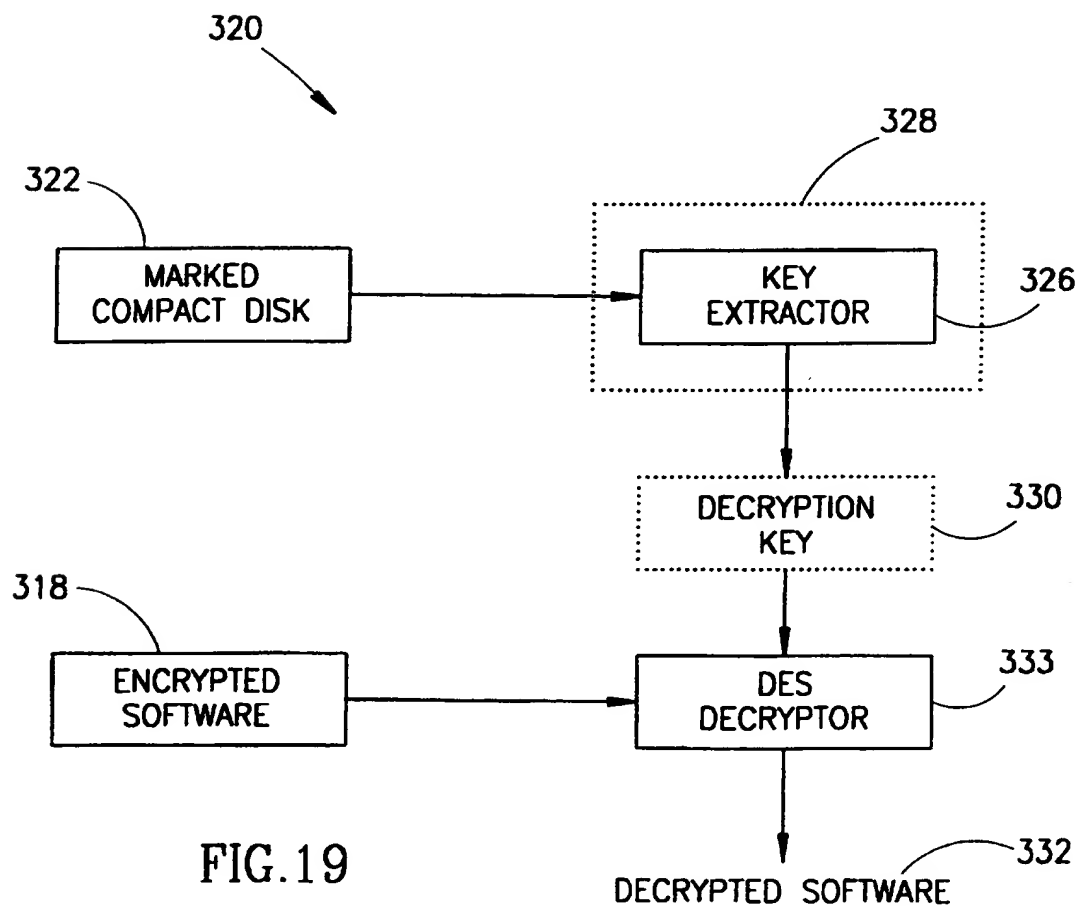 320
328
322
MARKED
COMPACT DISK
KEY
EXTRACTOR
326
DECRYPTION
KEY
330
318
ENCRYPTED
SOFTWARE
DES
DECRYPTOR
333
FIG.19
DECRYPTED SOFTWARE
332